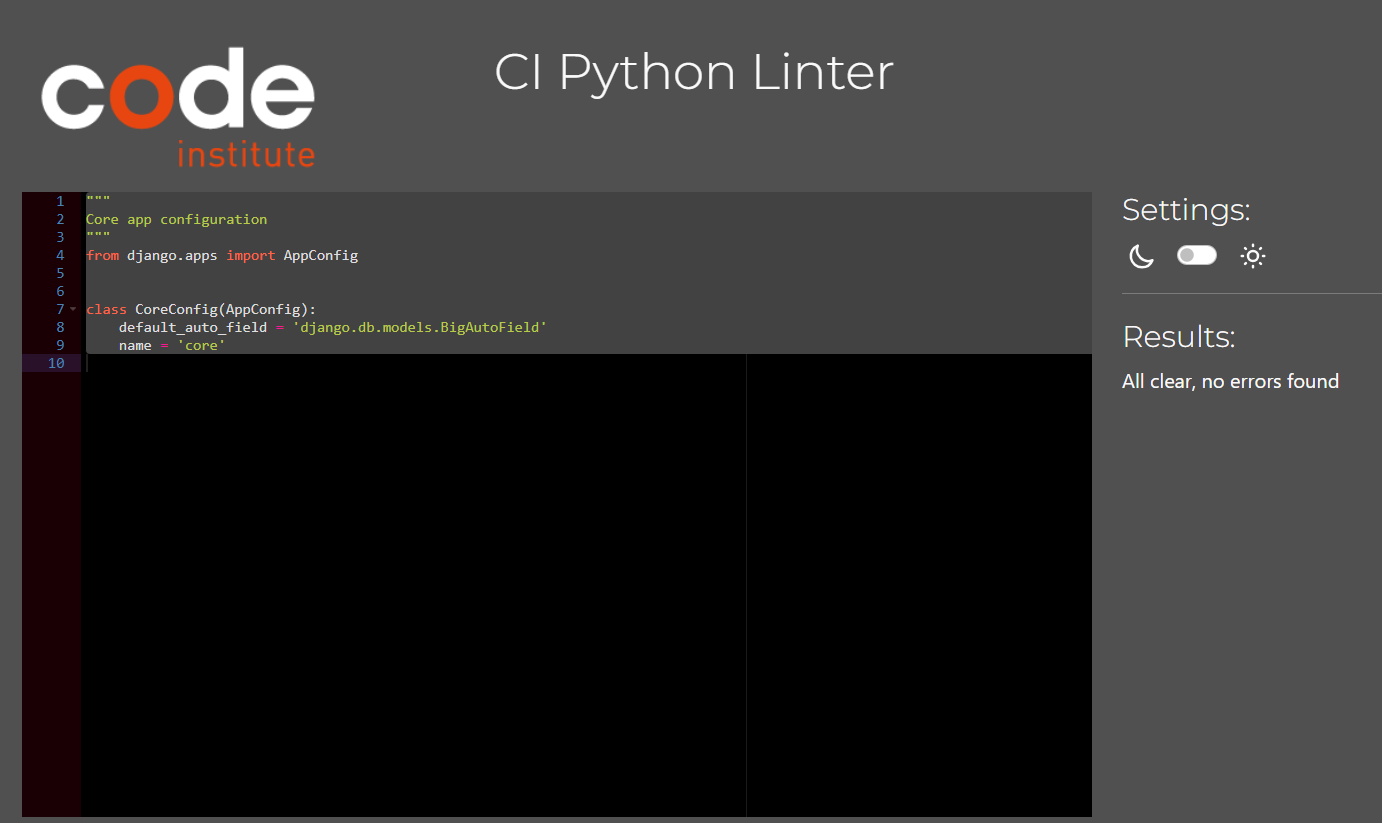 code
institute
CI Python Linter
1 """
2 Core app configuration
3 """
4 from django.apps import AppConfig
5
6
7 class CoreConfig(AppConfig):
8     default_auto_field = 'django.db.models.BigAutoField'
9     name = 'core'
10
Settings:
Results:
All clear, no errors found